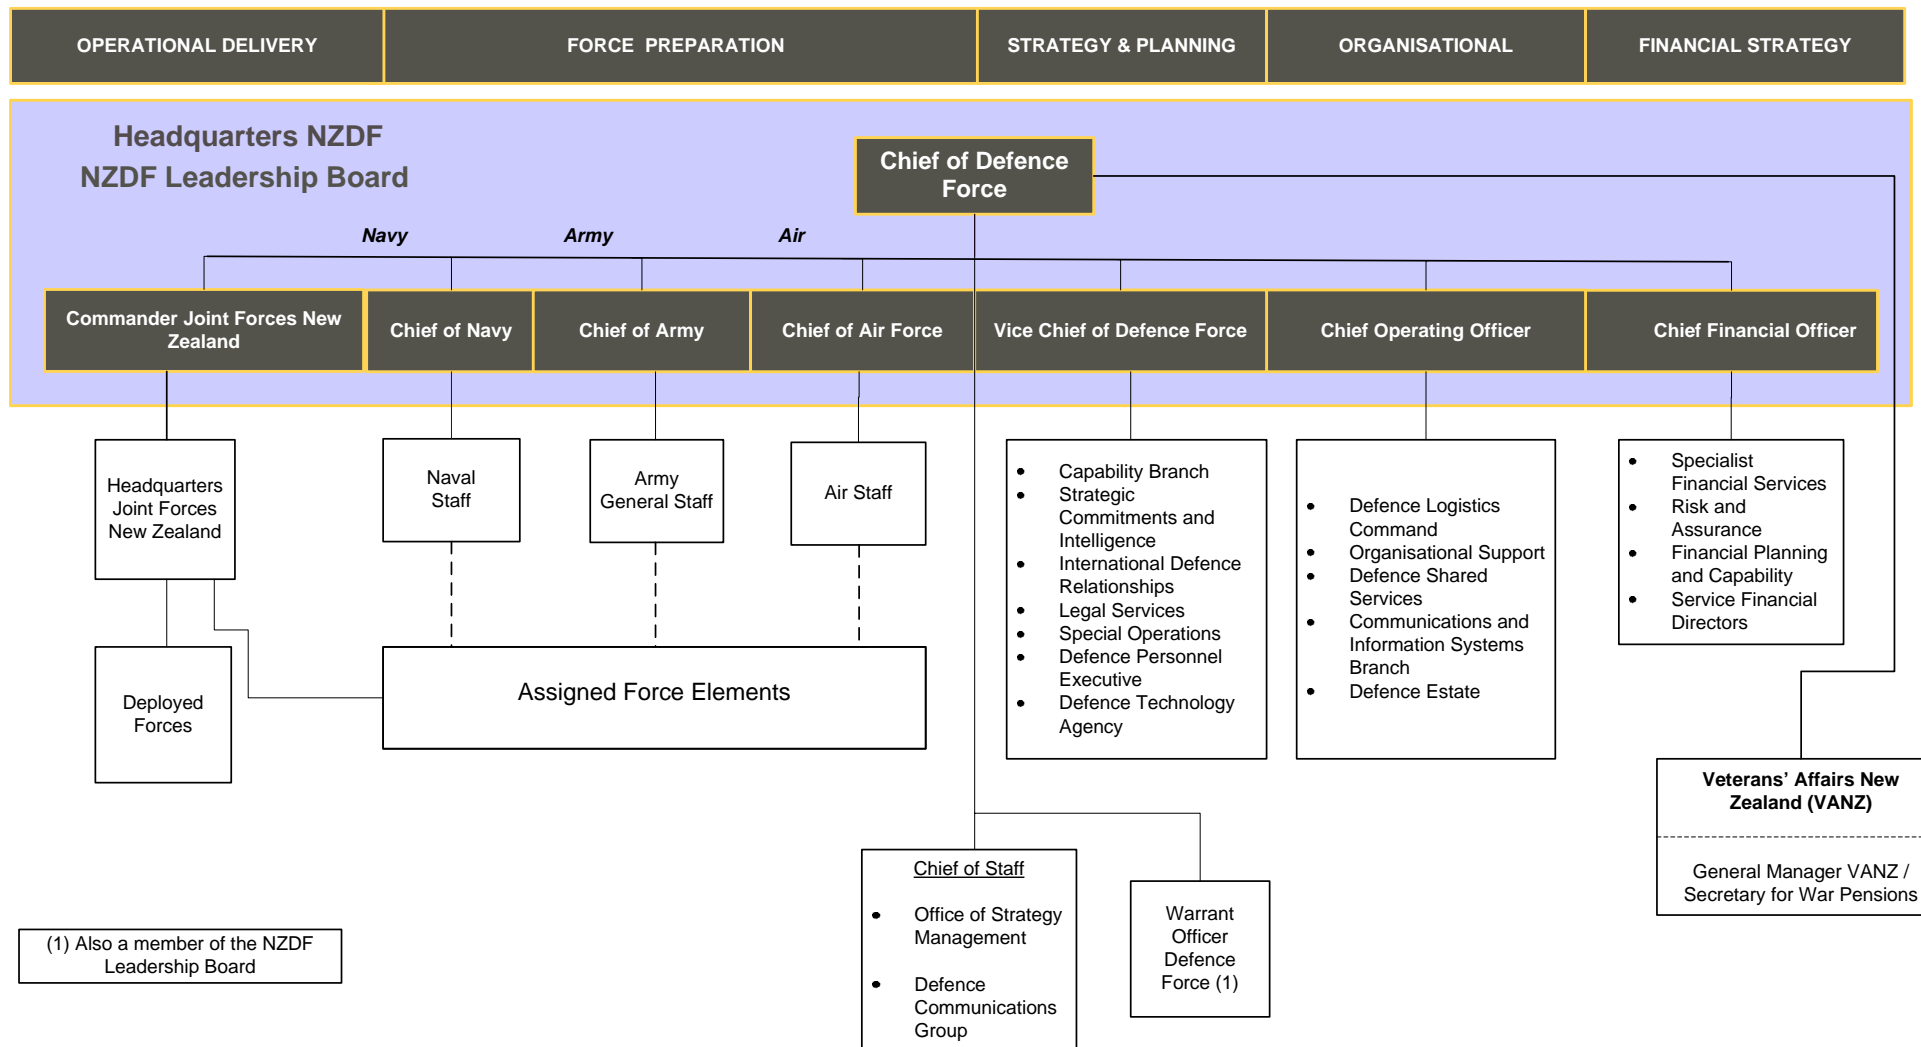 OPERATIONAL DELIVERY
FORCE PREPARATION
STRATEGY & PLANNING
ORGANISATIONAL
FINANCIAL STRATEGY
Headquarters NZDF
NZDF Leadership Board
Chief of Defence
Force
Navy
Army
Air
Commander Joint Forces New
Zealand
Chief of Navy
Chief of Army
Chief of Air Force
Vice Chief of Defence Force
Chief Operating Officer
Chief Financial Officer
Headquarters
Joint Forces
New Zealand
Naval
Staff
Army
General Staff
Air Staff
• Capability Branch
• Strategic
Commitments and
Intelligence
• International Defence
Relationships
• Legal Services
• Special Operations
• Defence Personnel
Executive
• Defence Technology
Agency
• Defence Logistics
Command
• Organisational Support
• Defence Shared
Services
• Communications and
Information Systems
Branch
• Defence Estate
• Specialist
Financial Services
• Risk and
Assurance
• Financial Planning
and Capability
• Service Financial
Directors
Deployed
Forces
Assigned Force Elements
Veterans’ Affairs New
Zealand (VANZ)
General Manager VANZ /
Secretary for War Pensions
Chief of Staff
• Office of Strategy
Management
• Defence
Communications
Group
Warrant
Officer
Defence
Force (1)
(1) Also a member of the NZDF
Leadership Board